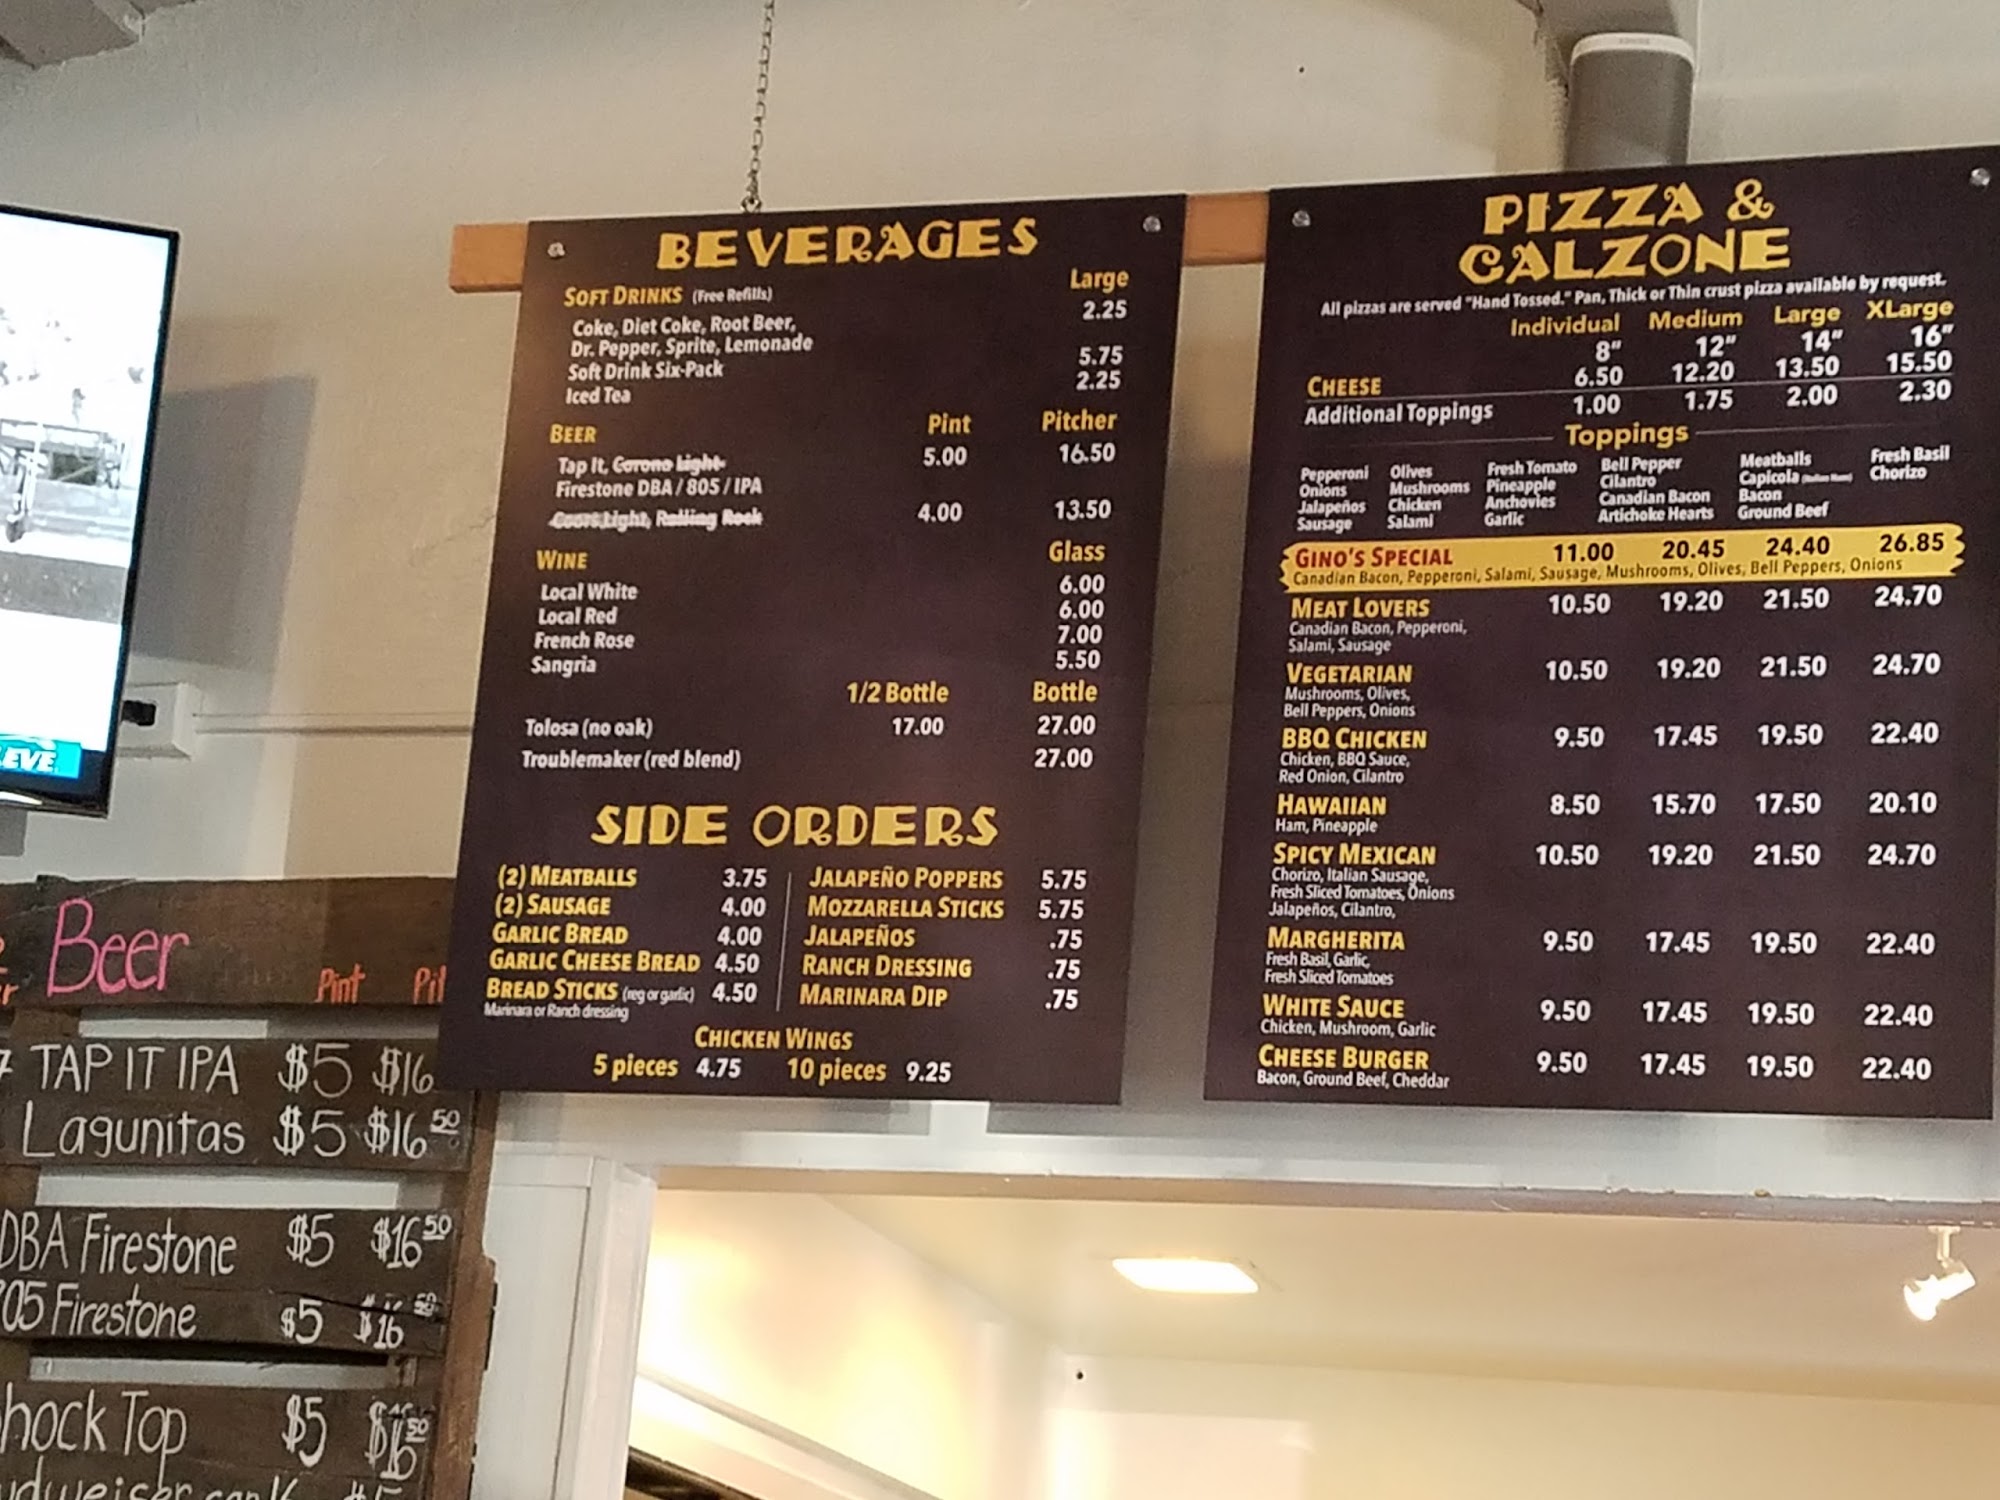 LEVE
BEVERAGES
Large
SOFT DRINKS (Free Refills) 2.25
Coke, Diet Coke, Root Beer,
Dr. Pepper, Sprite, Lemonade
Soft Drink Six-Pack 5.75
Iced Tea 2.25
BEER Pint Pitcher
Tap It, Corona Light 5.00 16.50
Firestone DBA / 805 / IPA
Coors Light, Rolling Rock 4.00 13.50
WINE Glass
Local White 6.00
Local Red 6.00
French Rose 7.00
Sangria 5.50
1/2 Bottle Bottle
Tolosa (no oak) 17.00 27.00
Troublemaker (red blend) 27.00
SIDE ORDERS
(2) MEATBALLS 3.75 JALAPEÑO POPPERS 5.75
(2) SAUSAGE 4.00 MOZZARELLA STICKS 5.75
GARLIC BREAD 4.00 JALAPEÑOS .75
GARLIC CHEESE BREAD 4.50 RANCH DRESSING .75
BREAD STICKS (reg or garlic) 4.50 MARINARA DIP .75
Marinara or Ranch dressing
CHICKEN WINGS
5 pieces 4.75 10 pieces 9.25
PIZZA &
CALZONE
All pizzas are served "Hand Tossed." Pan, Thick or Thin crust pizza available by request.
Individual Medium Large XLarge
8" 12" 14" 16"
CHEESE 6.50 12.20 13.50 15.50
Additional Toppings 1.00 1.75 2.00 2.30
Toppings
Pepperoni Olives Fresh Tomato Bell Pepper Meatballs Fresh Basil
Onions Mushrooms Pineapple Cilantro Capicola Chorizo
Jalapeños Chicken Anchovies Canadian Bacon Bacon
Sausage Salami Garlic Artichoke Hearts Ground Beef
GINO'S SPECIAL 11.00 20.45 24.40 26.85
Canadian Bacon, Pepperoni, Salami, Sausage, Mushrooms, Olives, Bell Peppers, Onions
MEAT LOVERS 10.50 19.20 21.50 24.70
Canadian Bacon, Pepperoni,
Salami, Sausage
VEGETARIAN 10.50 19.20 21.50 24.70
Mushrooms, Olives,
Bell Peppers, Onions
BBQ CHICKEN 9.50 17.45 19.50 22.40
Chicken, BBQ Sauce,
Red Onion, Cilantro
HAWAIIAN 8.50 15.70 17.50 20.10
Ham, Pineapple
SPICY MEXICAN 10.50 19.20 21.50 24.70
Chorizo, Italian Sausage,
Fresh Sliced Tomatoes, Onions
Jalapeños, Cilantro,
MARGHERITA 9.50 17.45 19.50 22.40
Fresh Basil, Garlic,
Fresh Sliced Tomatoes
WHITE SAUCE 9.50 17.45 19.50 22.40
Chicken, Mushroom, Garlic
CHEESE BURGER 9.50 17.45 19.50 22.40
Bacon, Ground Beef, Cheddar
Beer Pint Pit
TAP IT IPA $5 $16
Lagunitas $5 $16 50
DBA Firestone $5 $16 50
05 Firestone $5 $16 50
hock Top $5 $16 50
udweiser